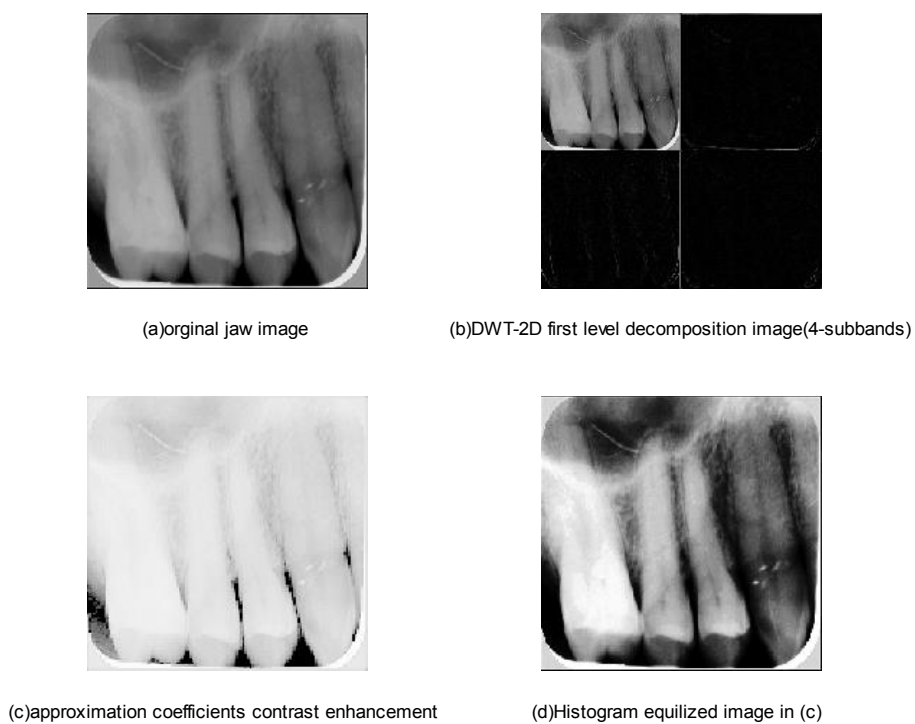 (a)orginal jaw image
(b)DWT-2D first level decomposition image(4-subbands)
(c)approximation coefficients contrast enhancement
(d)Histogram equilized image in (c)